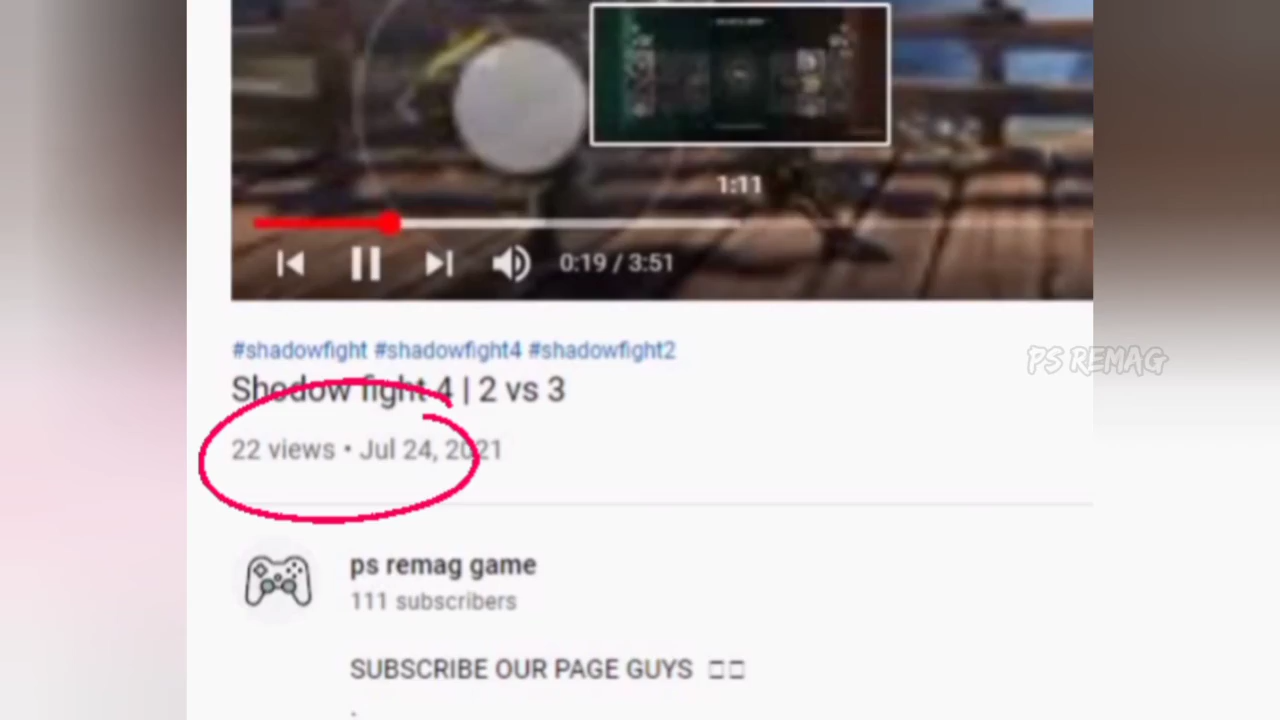 1:11
0:19 / 3:51
#shadowfight #shadowfight4 #shadowfight2
Shodow fight 4 | 2 vs 3
22 views • Jul 24, 2021
PS REMAG
ps remag game
111 subscribers
SUBSCRIBE OUR PAGE GUYS